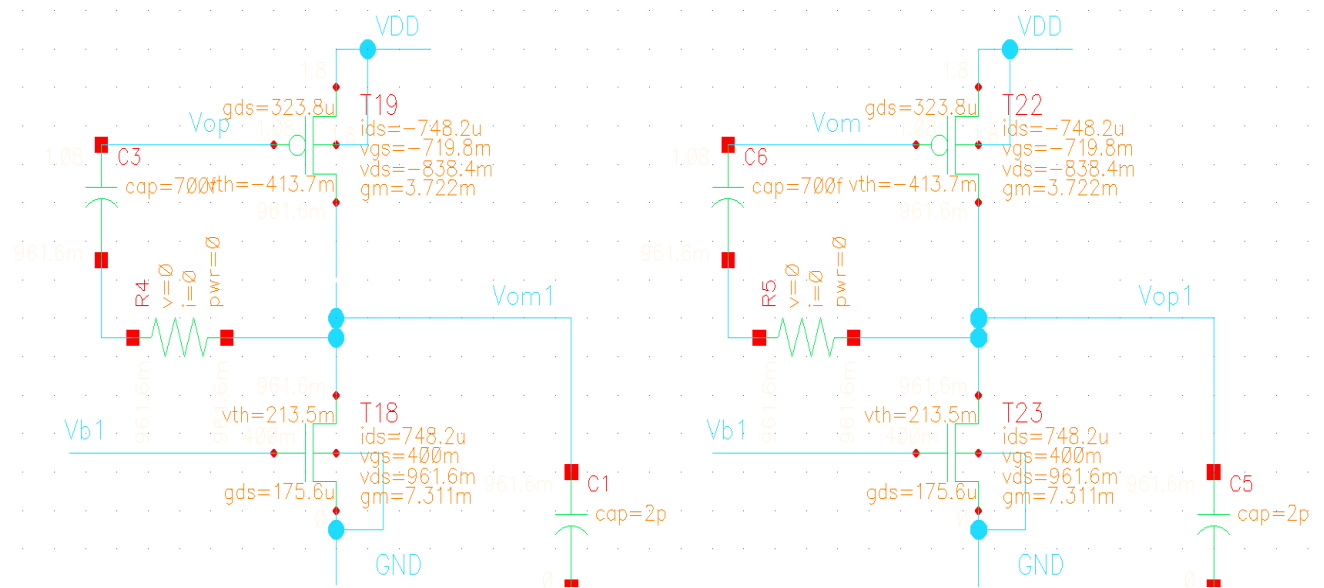 VDD
VDD
1.8
1.8
gds=323.8u
T19
gds=323.8u
T22
Vop
ids=-748.2u
Vom
ids=-748.2u
1.08
C3
vgs=-719.8m
1.08
C6
vgs=-719.8m
vds=-838.4m
vds=-838.4m
cap=700f
vth=-413.7m
gm=3.722m
cap=700f
vth=-413.7m
gm=3.722m
961.6m
961.6m
961.6m
961.6m
R4
v=0
i=0
pwr=0
R5
v=0
i=0
pwr=0
Vom1
Vop1
961.6m
961.6m
961.6m
961.6m
961.6m
961.6m
vth=213.5m
T18
vth=213.5m
T23
Vb1
400m
ids=748.2u
Vb1
400m
ids=748.2u
vgs=400m
vgs=400m
vds=961.6m
vds=961.6m
gds=175.6u
gm=7.311m
gds=175.6u
gm=7.311m
961.6m
C1
961.6m
C5
0
cap=2p
0
cap=2p
GND
GND
0
0